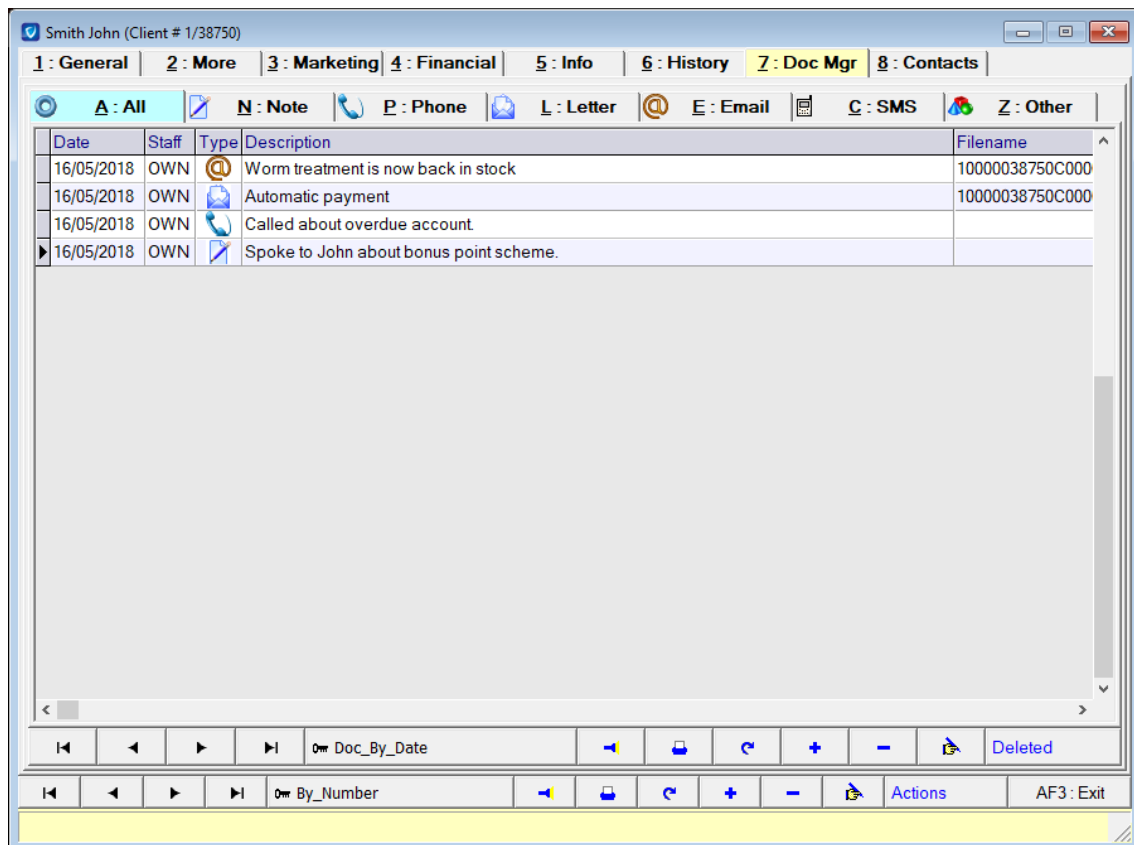 Smith John (Client # 1/38750)
1 : General 2 : More 3 : Marketing 4 : Financial 5 : Info 6 : History 7 : Doc Mgr 8 : Contacts
A : All N : Note P : Phone L : Letter E : Email C : SMS Z : Other
Date Staff Type Description Filename
16/05/2018 OWN Worm treatment is now back in stock 10000038750C000
16/05/2018 OWN Automatic payment 10000038750C000
16/05/2018 OWN Called about overdue account.
16/05/2018 OWN Spoke to John about bonus point scheme.
Doc_By_Date Deleted
By_Number Actions AF3 : Exit